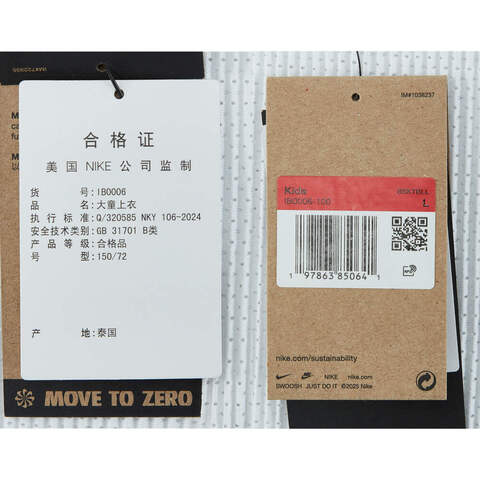 合格证
美国 NIKE 公司监制
货 号: IB0006
品 名: 大童上衣
执行标准: Q/320585 NKY 106-2024
安全技术类别: GB 31701 B类
产品等级: 合格品
号 型: 150/72
产 地: 泰国
MOVE TO ZERO
IM#1038237
Kids
IB0006-100
L
1 97863 85064
nike.com/sustainability
NIKE nike.com
SWOOSH JUST DO IT ©2025 Nike